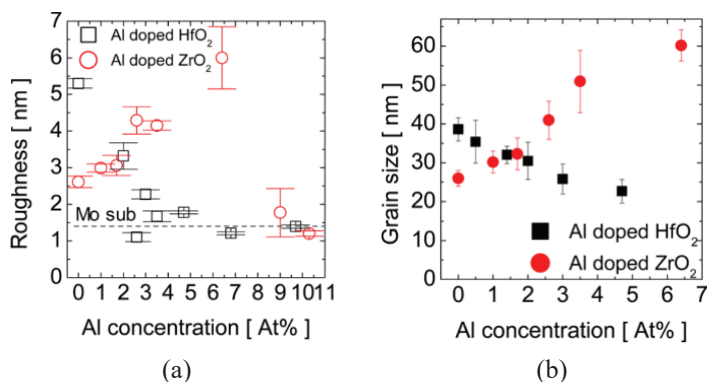 Roughness [ nm ]
6
5
4
3
2
1
0
Al doped HfO₂
Al doped ZrO₂
Mo sub
0 1 2 3 4 5 6 7 8 9 10 11
Al concentration [ At% ]
(a)
Grain size [ nm ]
60
50
40
30
20
10
0
Al doped HfO₂
Al doped ZrO₂
0 1 2 3 4 5 6 7
Al concentration [ At% ]
(b)